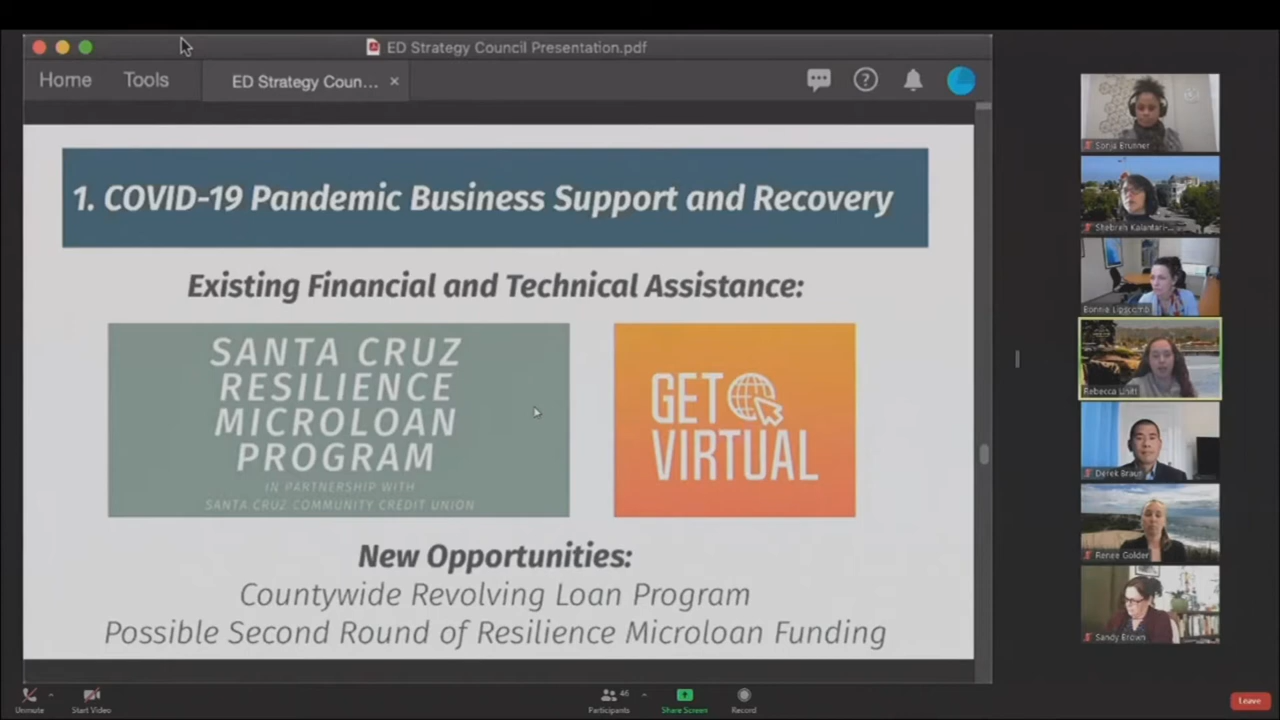 ED Strategy Council Presentation.pdf
Home
Tools
ED Strategy Coun...
1. COVID-19 Pandemic Business Support and Recovery
Existing Financial and Technical Assistance:
SANTA CRUZ
RESILIENCE
MICROLOAN
PROGRAM
IN PARTNERSHIP WITH
SANTA CRUZ COMMUNITY CREDIT UNION
GET
VIRTUAL
New Opportunities:
Countywide Revolving Loan Program
Possible Second Round of Resilience Microloan Funding
Sonja Brunner
Shebreh Kalantari-...
Bonnie Lipscomb
Rebecca Unitt
Derek Braun
Renee Golder
Sandy Brown
Unmute
Start Video
46
Participants
Share Screen
Record
Leave